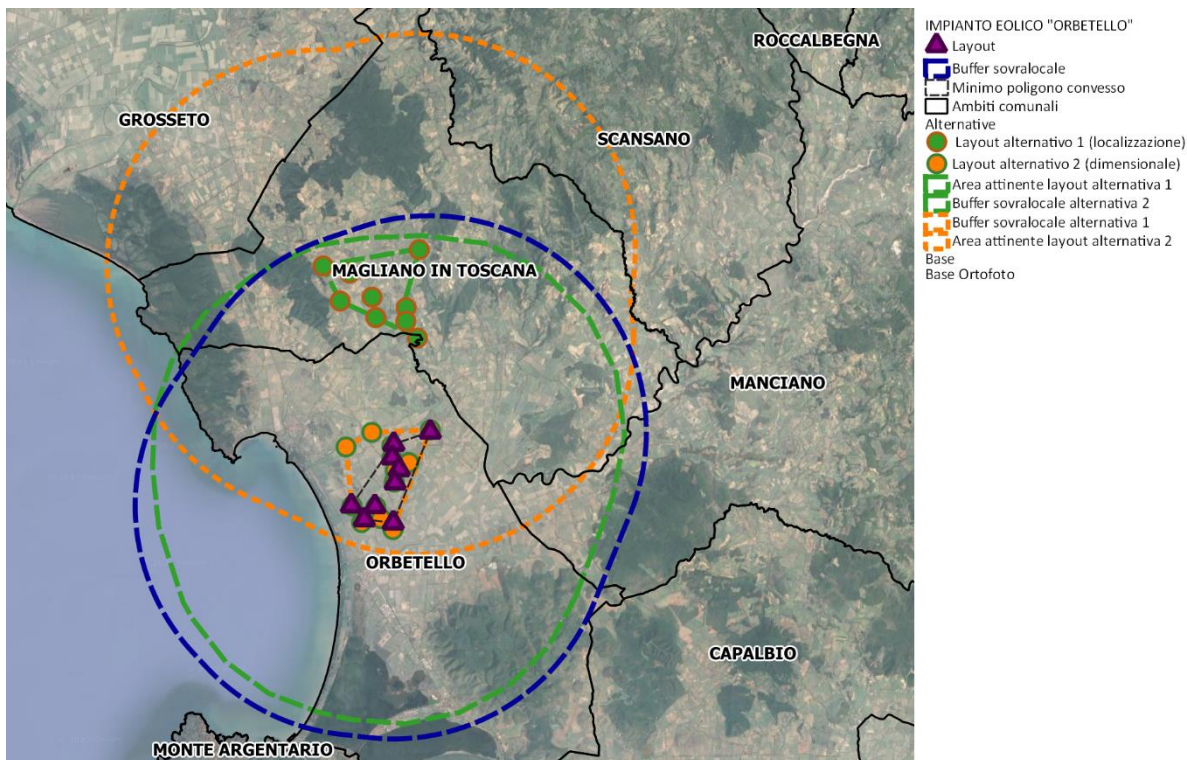 ROCCALBEGNA
GROSSETO
SCANSANO
MAGLIANO IN TOSCANA
MANCIANO
ORBETELLO
CAPALBIO
MONTE ARGENTARIO
IMPIANTO EOLICO "ORBETELLO"
Layout
Buffer sovralocale
Minimo poligono convesso
Ambiti comunali
Alternative
Layout alternativo 1 (localizzazione)
Layout alternativo 2 (dimensionale)
Area attinente layout alternativa 1
Buffer sovralocale alternativa 2
Buffer sovralocale alternativa 1
Area attinente layout alternativa 2
Base
Base Ortofoto